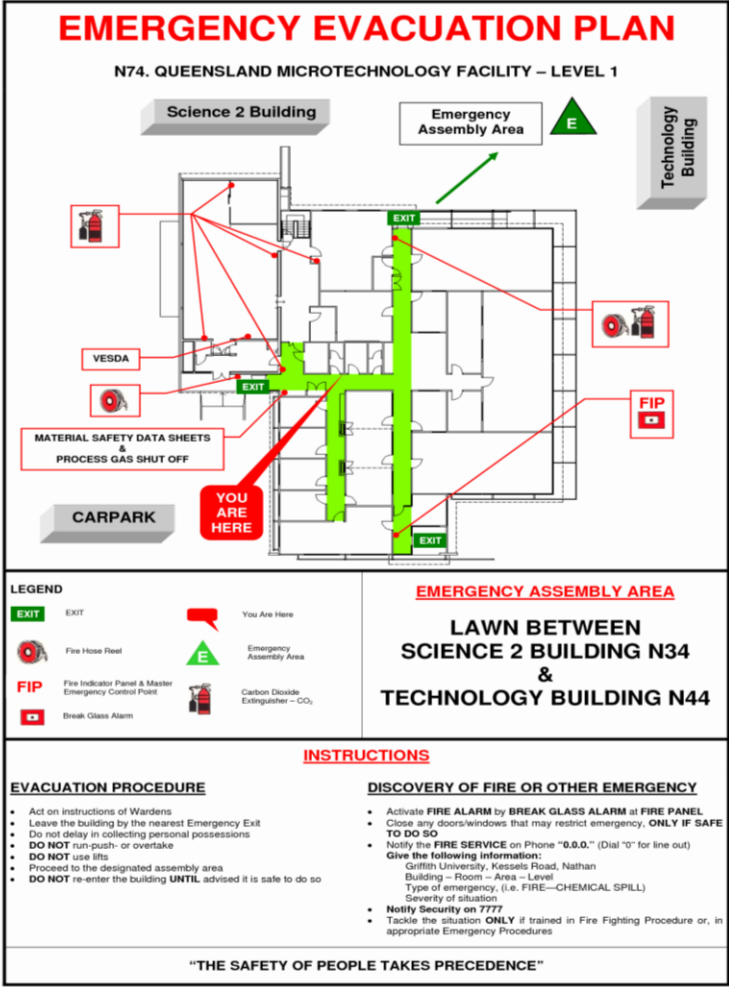 EMERGENCY EVACUATION PLAN
N74. QUEENSLAND MICROTECHNOLOGY FACILITY – LEVEL 1
Science 2 Building
Emergency
Assembly Area
E
Technology
Building
EXIT
VESDA
EXIT
FIP
MATERIAL SAFETY DATA SHEETS
&
PROCESS GAS SHUT OFF
YOU
ARE
HERE
CARPARK
EXIT
LEGEND
EXIT EXIT
Fire Hose Reel
FIP Fire Indicator Panel & Master
Emergency Control Point
Break Glass Alarm
You Are Here
E Emergency
Assembly Area
Carbon Dioxide
Extinguisher – CO₂
EMERGENCY ASSEMBLY AREA
LAWN BETWEEN
SCIENCE 2 BUILDING N34
&
TECHNOLOGY BUILDING N44
INSTRUCTIONS
EVACUATION PROCEDURE
• Act on instructions of Wardens
• Leave the building by the nearest Emergency Exit
• Do not delay in collecting personal possessions
• DO NOT run-push- or overtake
• DO NOT use lifts
• Proceed to the designated assembly area
• DO NOT re-enter the building UNTIL advised it is safe to do so
DISCOVERY OF FIRE OR OTHER EMERGENCY
• Activate FIRE ALARM by BREAK GLASS ALARM at FIRE PANEL
• Close any doors/windows that may restrict emergency, ONLY IF SAFE
TO DO SO
• Notify the FIRE SERVICE on Phone "0.0.0." (Dial "0" for line out)
Give the following information:
Griffith University, Kessels Road, Nathan
Building – Room – Area – Level
Type of emergency, (i.e. FIRE—CHEMICAL SPILL)
Severity of situation
• Notify Security on 7777
• Tackle the situation ONLY if trained in Fire Fighting Procedure or, in
appropriate Emergency Procedures
"THE SAFETY OF PEOPLE TAKES PRECEDENCE"